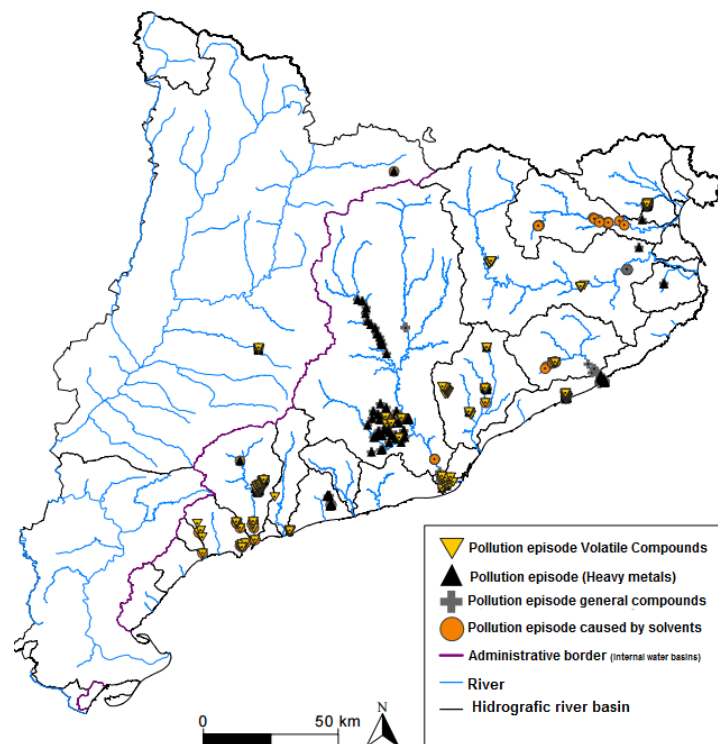 Pollution episode Volatile Compounds
Pollution episode (Heavy metals)
Pollution episode general compounds
Pollution episode caused by solvents
Administrative border (internal water basins)
River
Hidrografic river basin
0 50 km
N